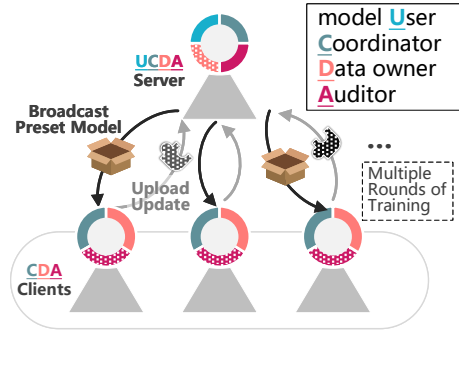 model User
Coordinator
Data owner
Auditor
UCDA
Server
Broadcast
Preset Model
...
Multiple
Rounds of
Training
Upload
Update
CDA
Clients